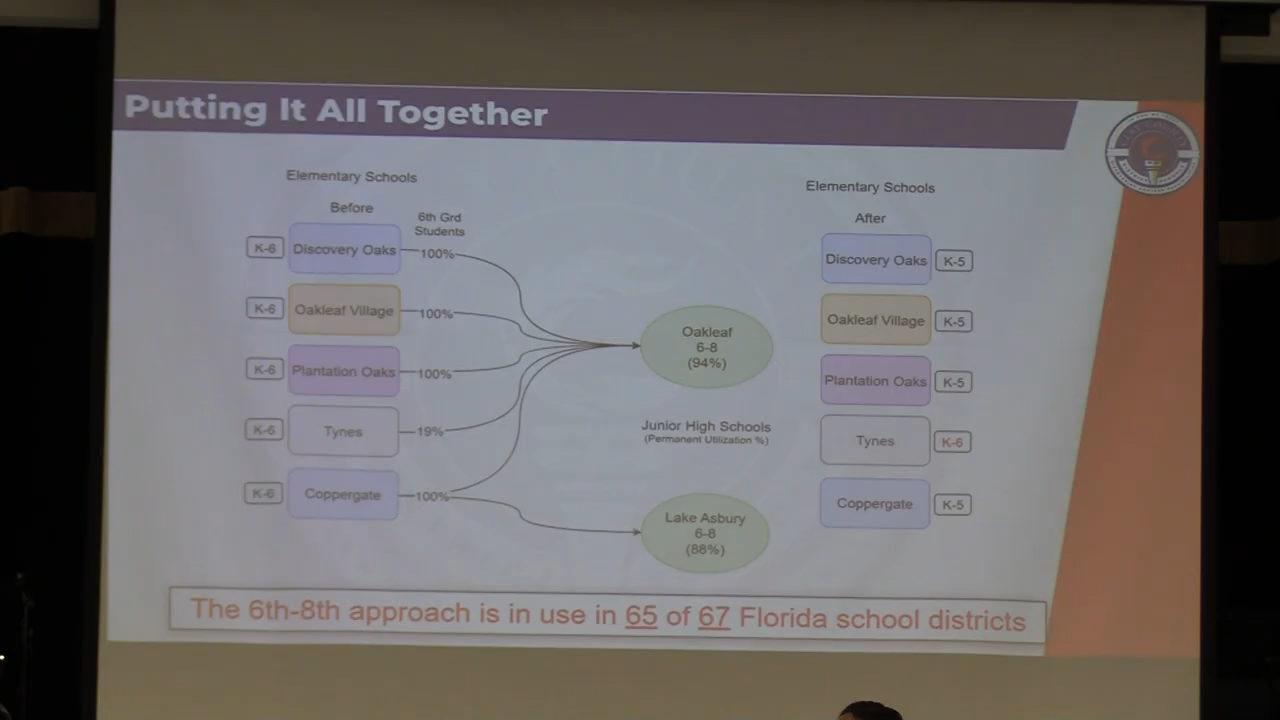 Putting It All Together
Elementary Schools
Before
6th Grd
Students
K-6
Discovery Oaks
100%
K-6
Oakleaf Village
100%
K-6
Plantation Oaks
100%
K-6
Tynes
19%
K-6
Coppergate
100%
Oakleaf
6-8
(94%)
Junior High Schools
(Permanent Utilization %)
Lake Asbury
6-8
(88%)
Elementary Schools
After
Discovery Oaks
K-5
Oakleaf Village
K-5
Plantation Oaks
K-5
Tynes
K-6
Coppergate
K-5
The 6th-8th approach is in use in 65 of 67 Florida school districts